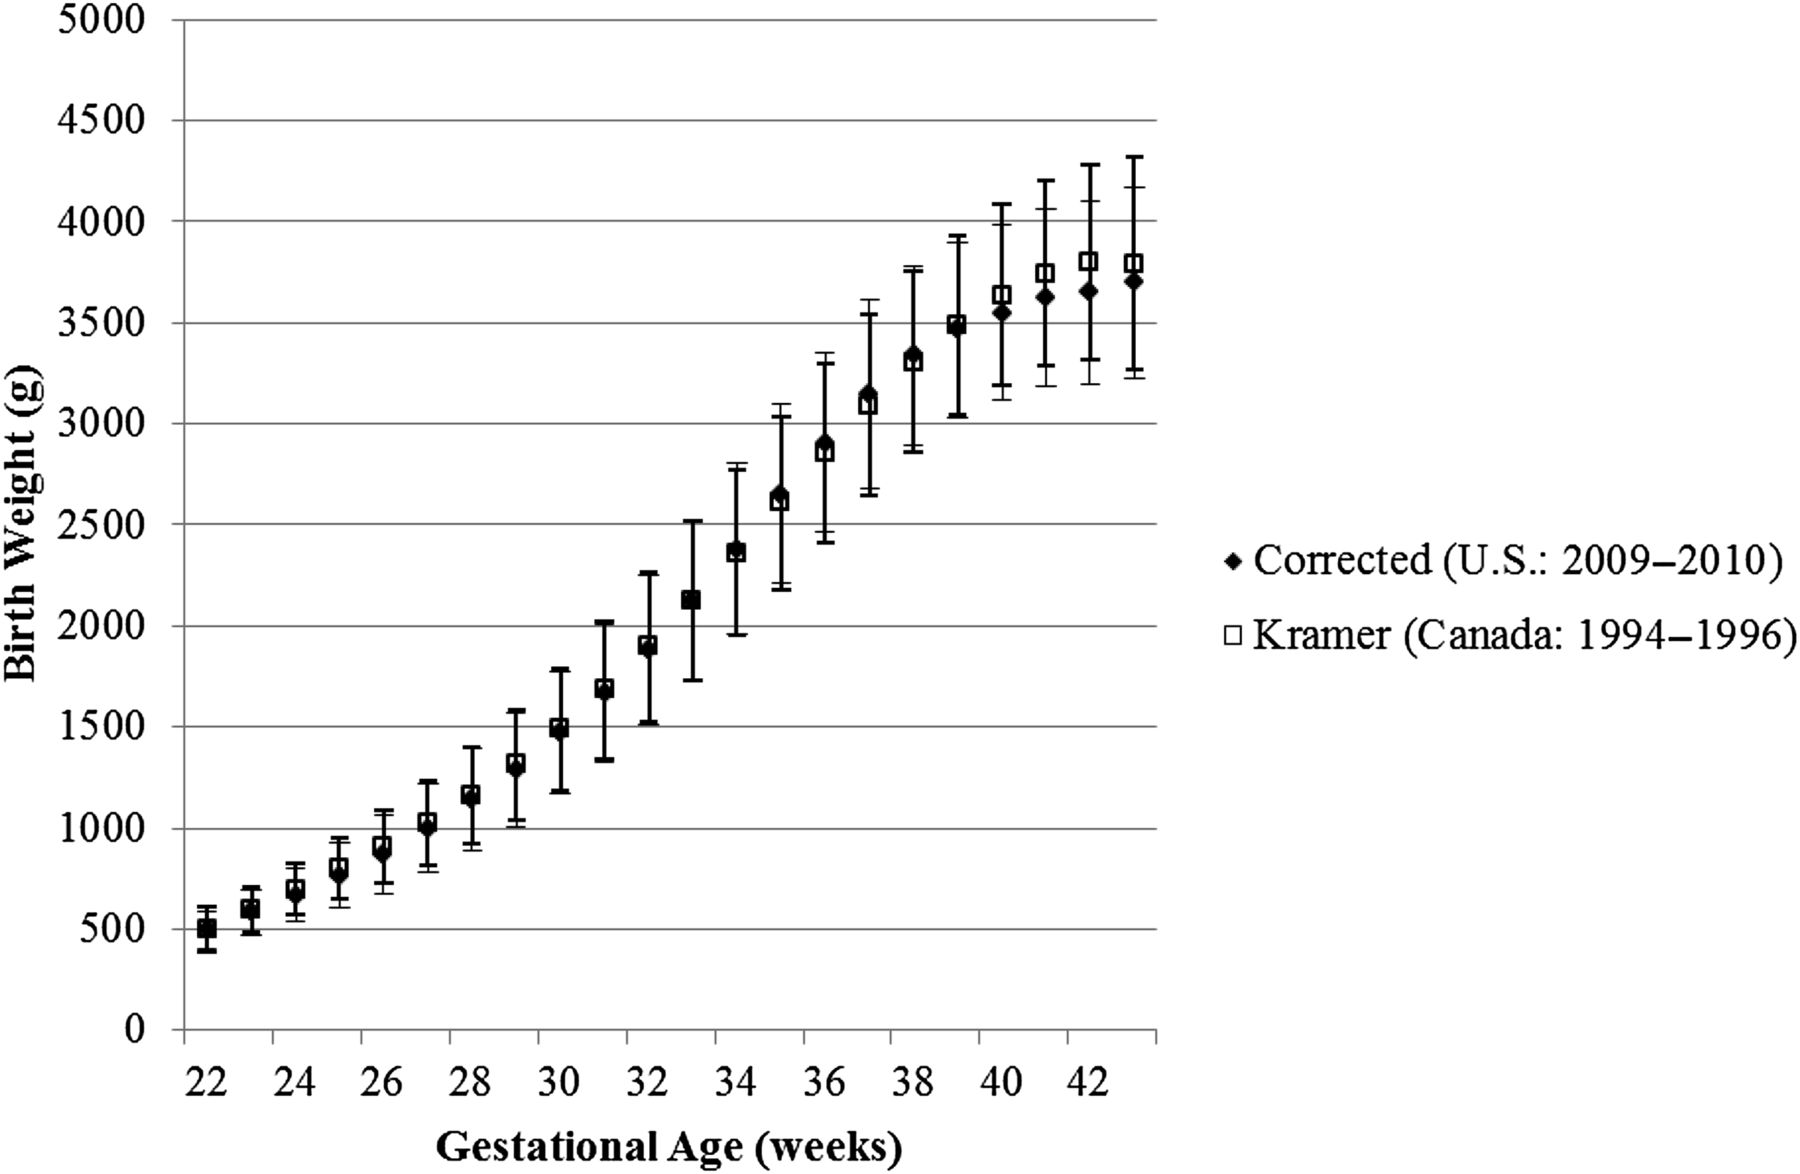 5000
4500
4000
3500
3000
2500
2000
1500
1000
500
0
Birth Weight (g)
22 24 26 28 30 32 34 36 38 40 42
Gestational Age (weeks)
Corrected (U.S.: 2009–2010)
Kramer (Canada: 1994–1996)